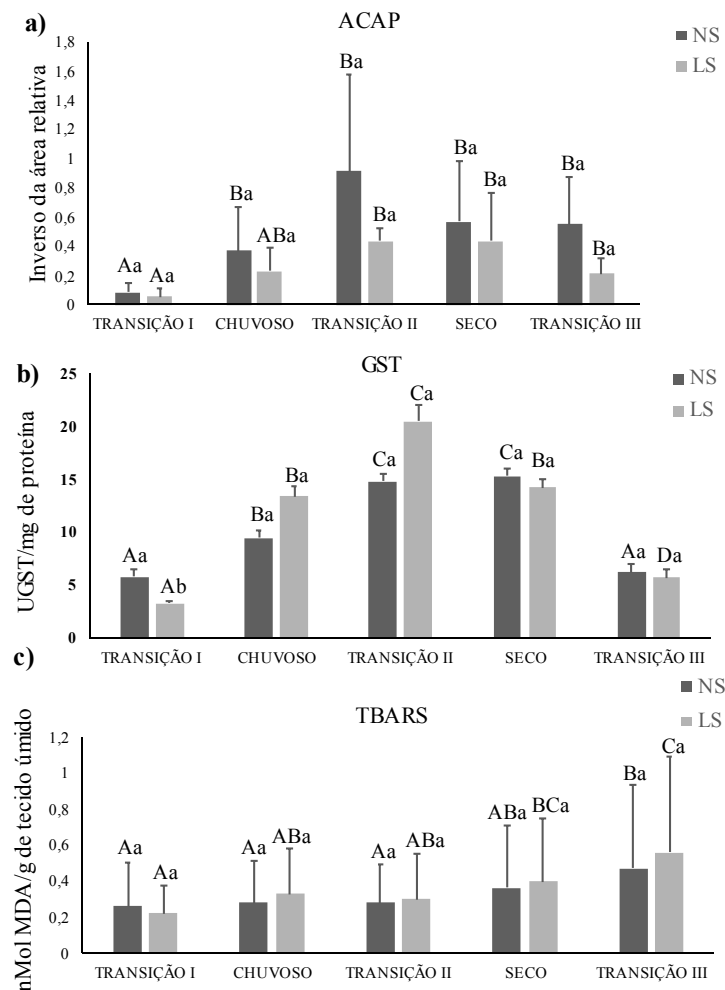 a)
ACAP
NS
LS
Inverso da área relativa
1,8
1,6
1,4
1,2
1
0,8
0,6
0,4
0,2
0
Aa Aa
Ba ABa
Ba Ba
Ba Ba
Ba Ba
TRANSIÇÃO I CHUVOSO TRANSIÇÃO II SECO TRANSIÇÃO III
b)
GST
NS
LS
UGST/mg de proteína
25
20
15
10
5
0
Aa Ab
Ba Ba
Ca Ca
Ca Ba
Aa Da
TRANSIÇÃO I CHUVOSO TRANSIÇÃO II SECO TRANSIÇÃO III
c)
TBARS
NS
LS
nMol MDA/g de tecido úmido
1,2
1
0,8
0,6
0,4
0,2
0
Aa Aa
Aa ABa
Aa ABa
ABa BCa
Ba Ca
TRANSIÇÃO I CHUVOSO TRANSIÇÃO II SECO TRANSIÇÃO III